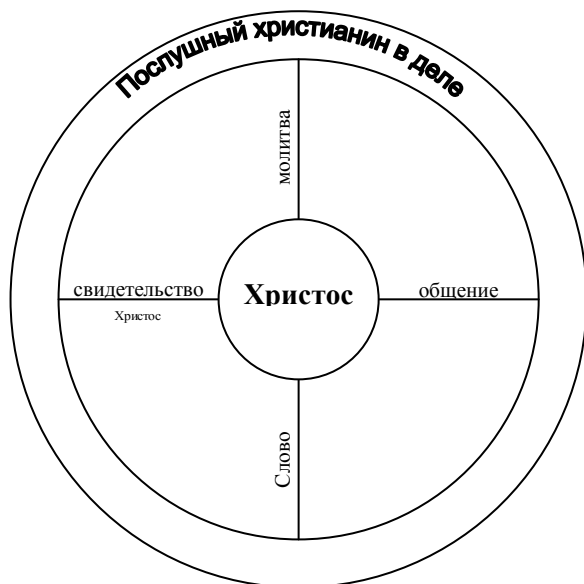 Послушный христианин в деле
молитва
свидетельство
Христос
Христос
общение
Слово